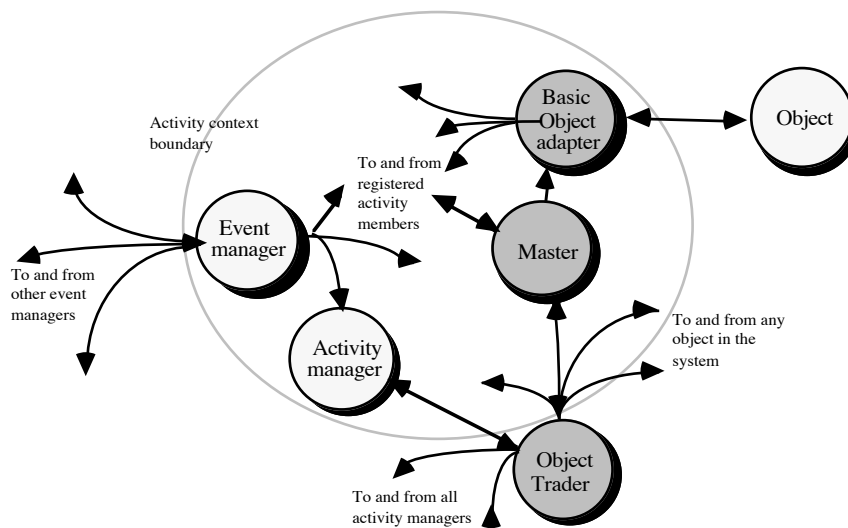 Basic
Object
adapter
Object
Activity context
boundary
To and from
registered
activity
members
Event
manager
Master
To and from
other event
managers
To and from any
object in the
system
Activity
manager
Object
Trader
To and from all
activity managers